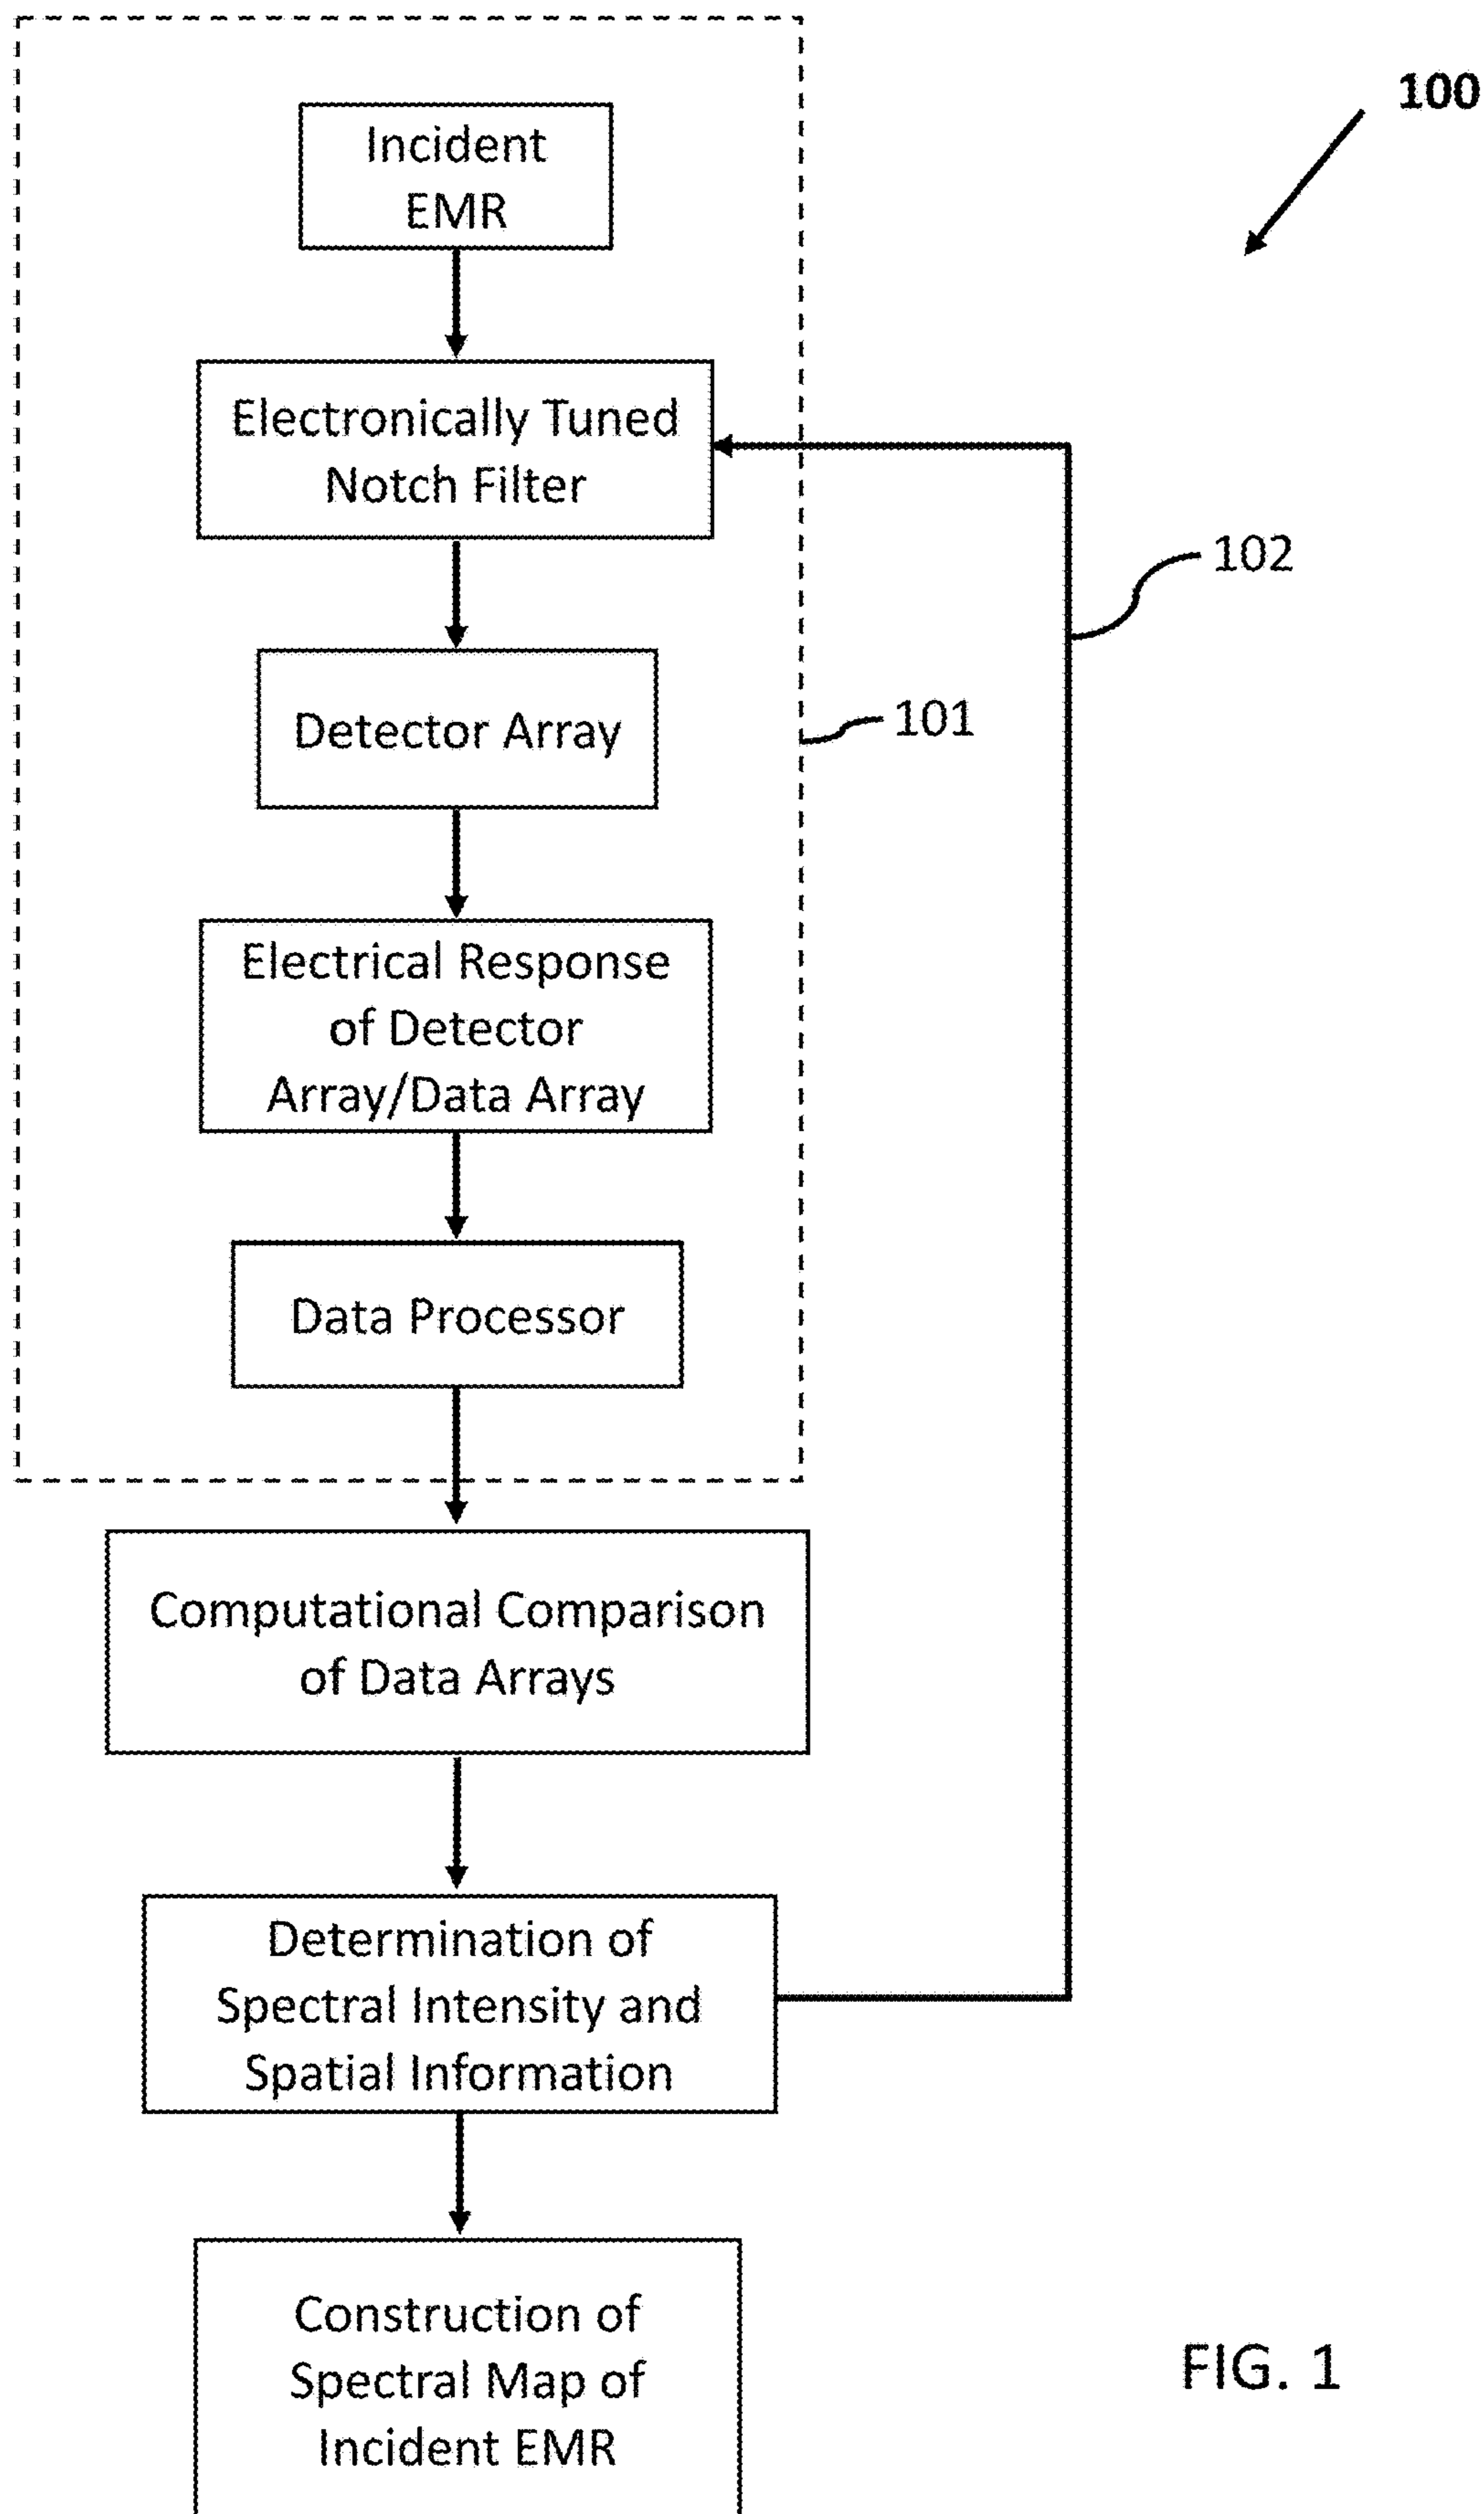 100
Incident
EMR
Electronically Tuned
Notch Filter
102
Detector Array
101
Electrical Response
of Detector
Array/Data Array
Data Processor
Computational Comparison
of Data Arrays
Determination of
Spectral Intensity and
Spatial Information
Construction of
Spectral Map of
Incident EMR
FIG. 1